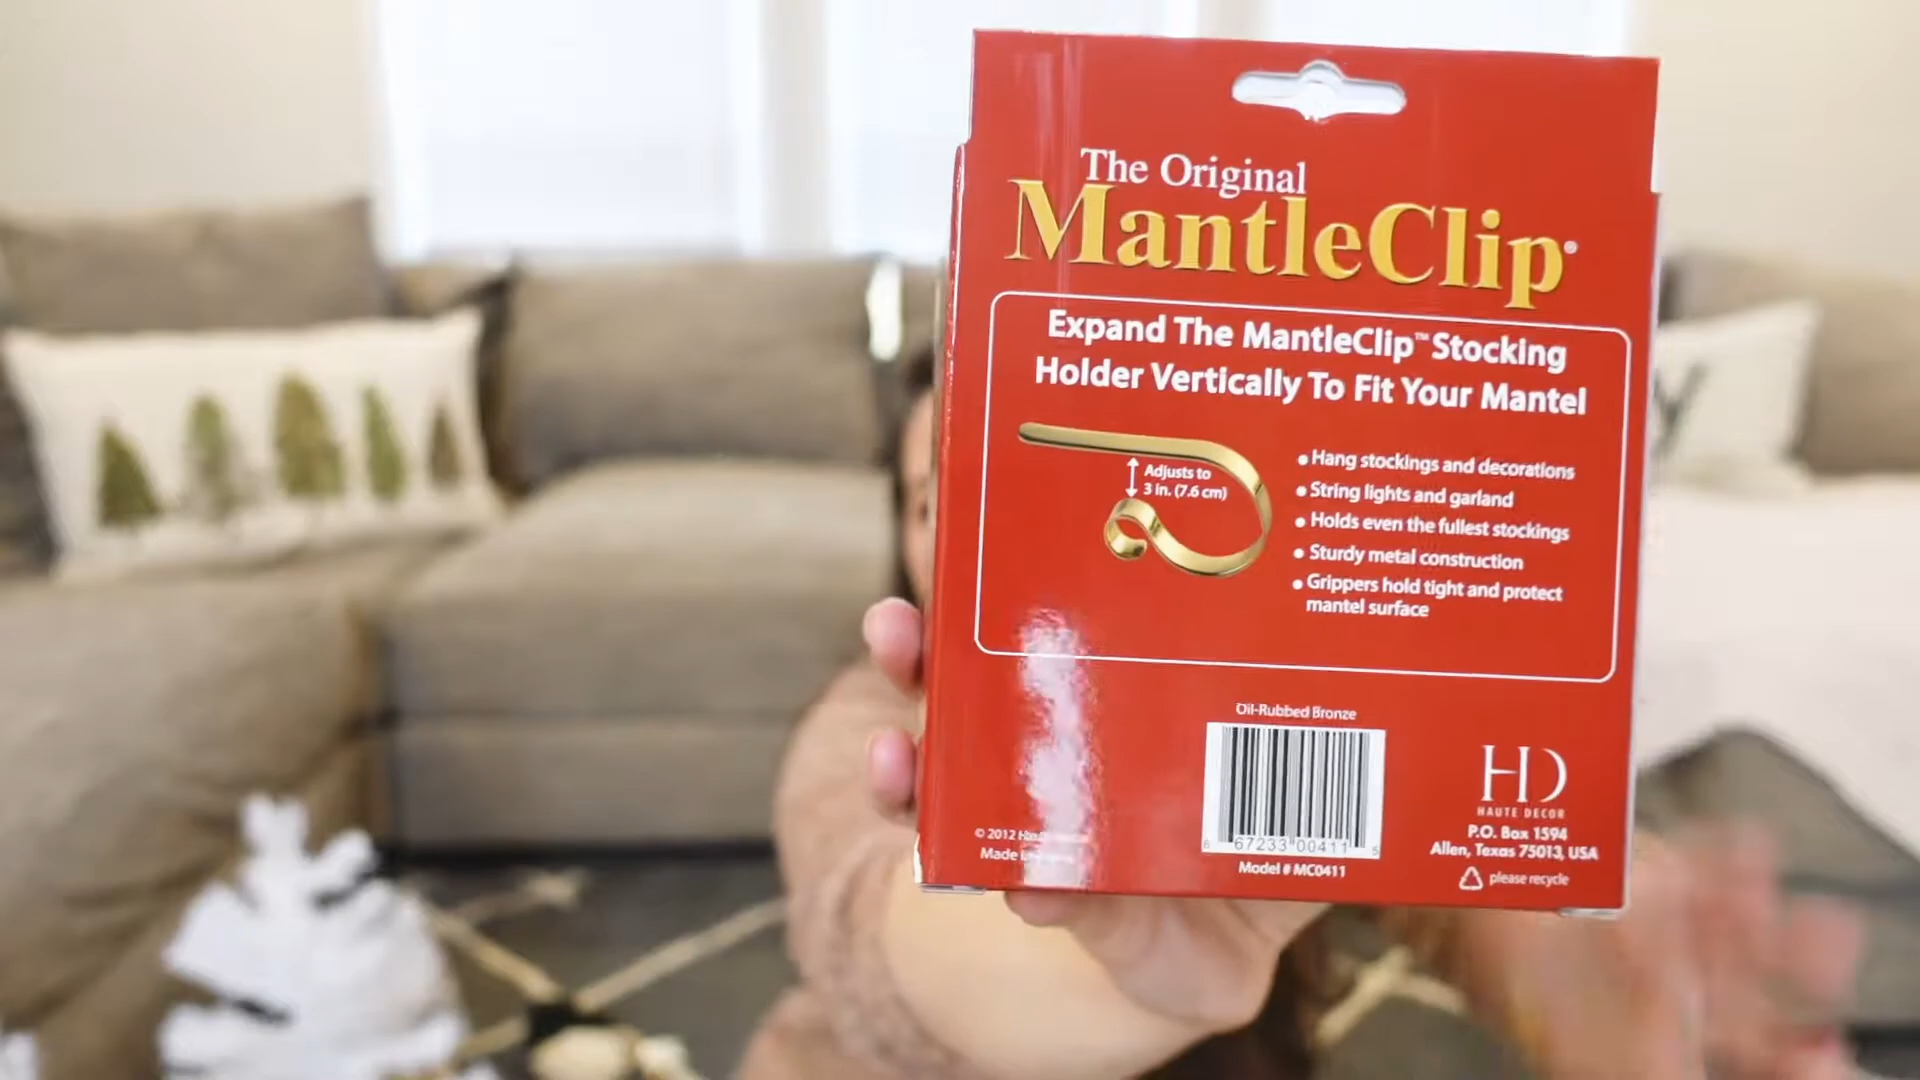 The Original
MantleClip®
Expand The MantleClip™ Stocking
Holder Vertically To Fit Your Mantel
Adjusts to
3 in. (7.6 cm)
• Hang stockings and decorations
• String lights and garland
• Holds even the fullest stockings
• Sturdy metal construction
• Grippers hold tight and protect
mantel surface
Oil-Rubbed Bronze
6 67233 00411 5
Model # MC0411
HD
HAUTE DECOR
P.O. Box 1594
Allen, Texas 75013, USA
please recycle
© 2012
Made